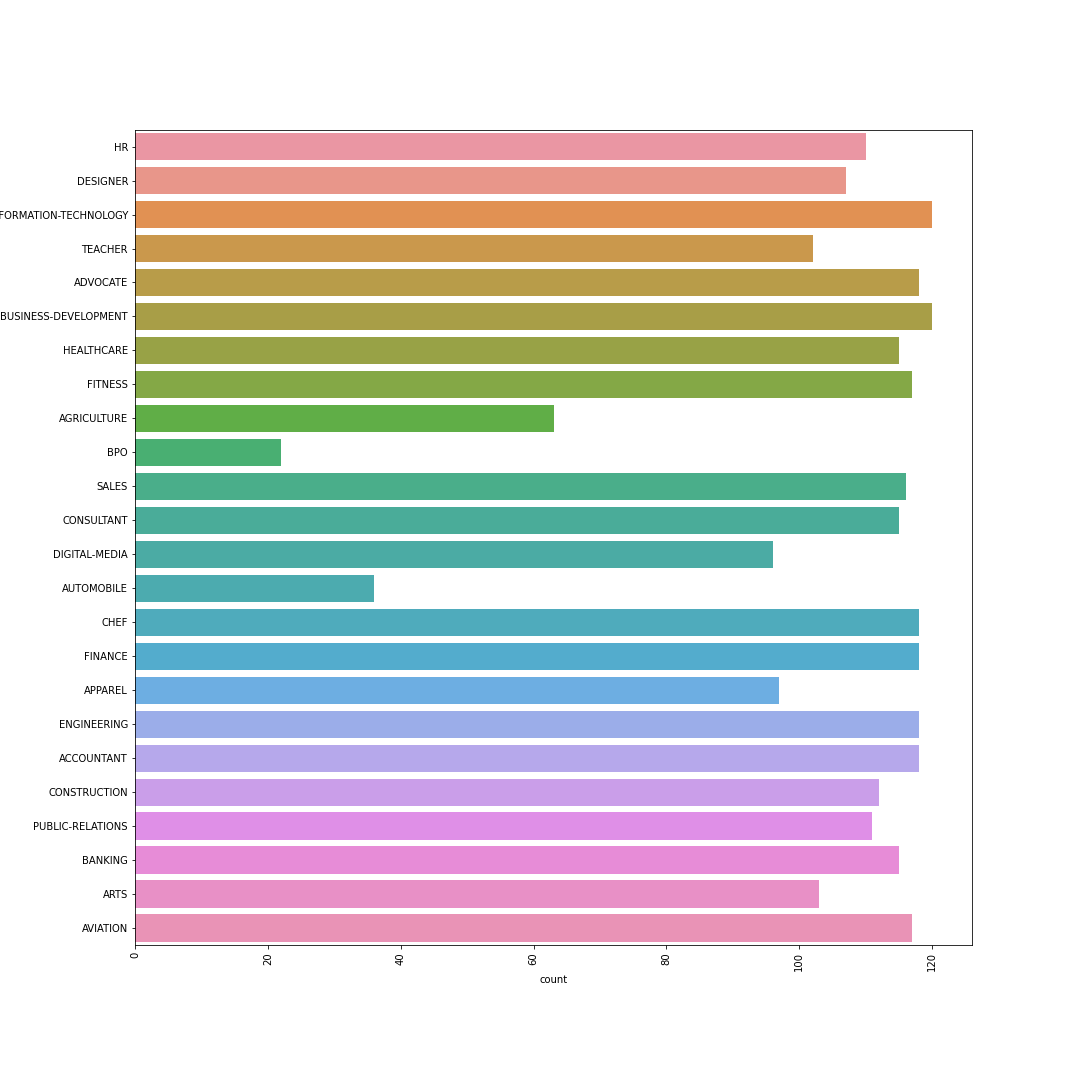 HR
DESIGNER
FORMATION-TECHNOLOGY
TEACHER
ADVOCATE
BUSINESS-DEVELOPMENT
HEALTHCARE
FITNESS
AGRICULTURE
BPO
SALES
CONSULTANT
DIGITAL-MEDIA
AUTOMOBILE
CHEF
FINANCE
APPAREL
ENGINEERING
ACCOUNTANT
CONSTRUCTION
PUBLIC-RELATIONS
BANKING
ARTS
AVIATION
0 20 40 60 80 100 120
count